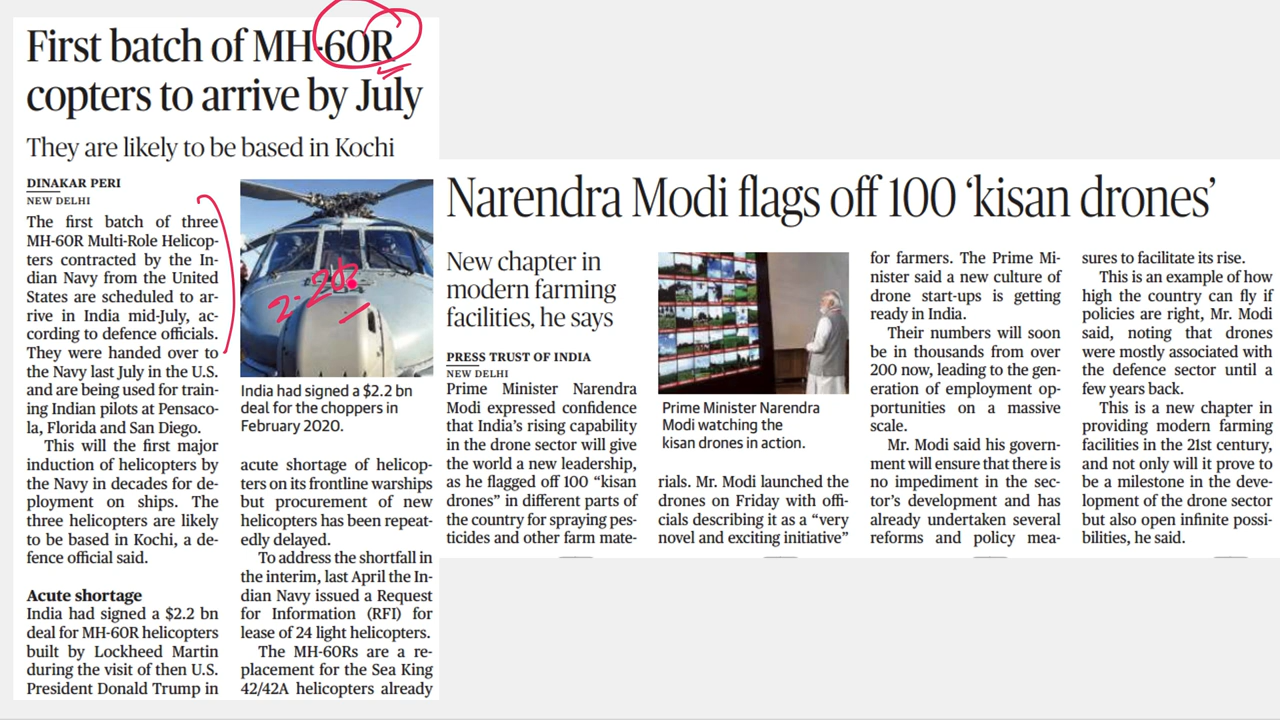 First batch of MH-60R
copters to arrive by July
They are likely to be based in Kochi
DINAKAR PERI
NEW DELHI
The first batch of three
MH-60R Multi-Role Helicop-
ters contracted by the In-
dian Navy from the United
States are scheduled to ar-
rive in India mid-July, ac-
cording to defence officials.
They were handed over to
the Navy last July in the U.S.
and are being used for train-
ing Indian pilots at Pensaco-
la, Florida and San Diego.
This will the first major
induction of helicopters by
the Navy in decades for de-
ployment on ships. The
three helicopters are likely
to be based in Kochi, a de-
fence official said.
Acute shortage
India had signed a $2.2 bn
deal for MH-60R helicopters
built by Lockheed Martin
during the visit of then U.S.
President Donald Trump in
India had signed a $2.2 bn
deal for the choppers in
February 2020.
acute shortage of helicop-
ters on its frontline warships
but procurement of new
helicopters has been repeat-
edly delayed.
To address the shortfall in
the interim, last April the In-
dian Navy issued a Request
for Information (RFI) for
lease of 24 light helicopters.
The MH-60Rs are a re-
placement for the Sea King
42/42A helicopters already
Narendra Modi flags off 100 ‘kisan drones’
New chapter in
modern farming
facilities, he says
PRESS TRUST OF INDIA
NEW DELHI
Prime Minister Narendra
Modi expressed confidence
that India’s rising capability
in the drone sector will give
the world a new leadership,
as he flagged off 100 “kisan
drones” in different parts of
the country for spraying pes-
ticides and other farm mate-
Prime Minister Narendra
Modi watching the
kisan drones in action.
rials. Mr. Modi launched the
drones on Friday with offi-
cials describing it as a “very
novel and exciting initiative”
for farmers. The Prime Mi-
nister said a new culture of
drone start-ups is getting
ready in India.
Their numbers will soon
be in thousands from over
200 now, leading to the gen-
eration of employment op-
portunities on a massive
scale.
Mr. Modi said his govern-
ment will ensure that there is
no impediment in the sec-
tor’s development and has
already undertaken several
reforms and policy mea-
sures to facilitate its rise.
This is an example of how
high the country can fly if
policies are right, Mr. Modi
said, noting that drones
were mostly associated with
the defence sector until a
few years back.
This is a new chapter in
providing modern farming
facilities in the 21st century,
and not only will it prove to
be a milestone in the deve-
lopment of the drone sector
but also open infinite possi-
bilities, he said.